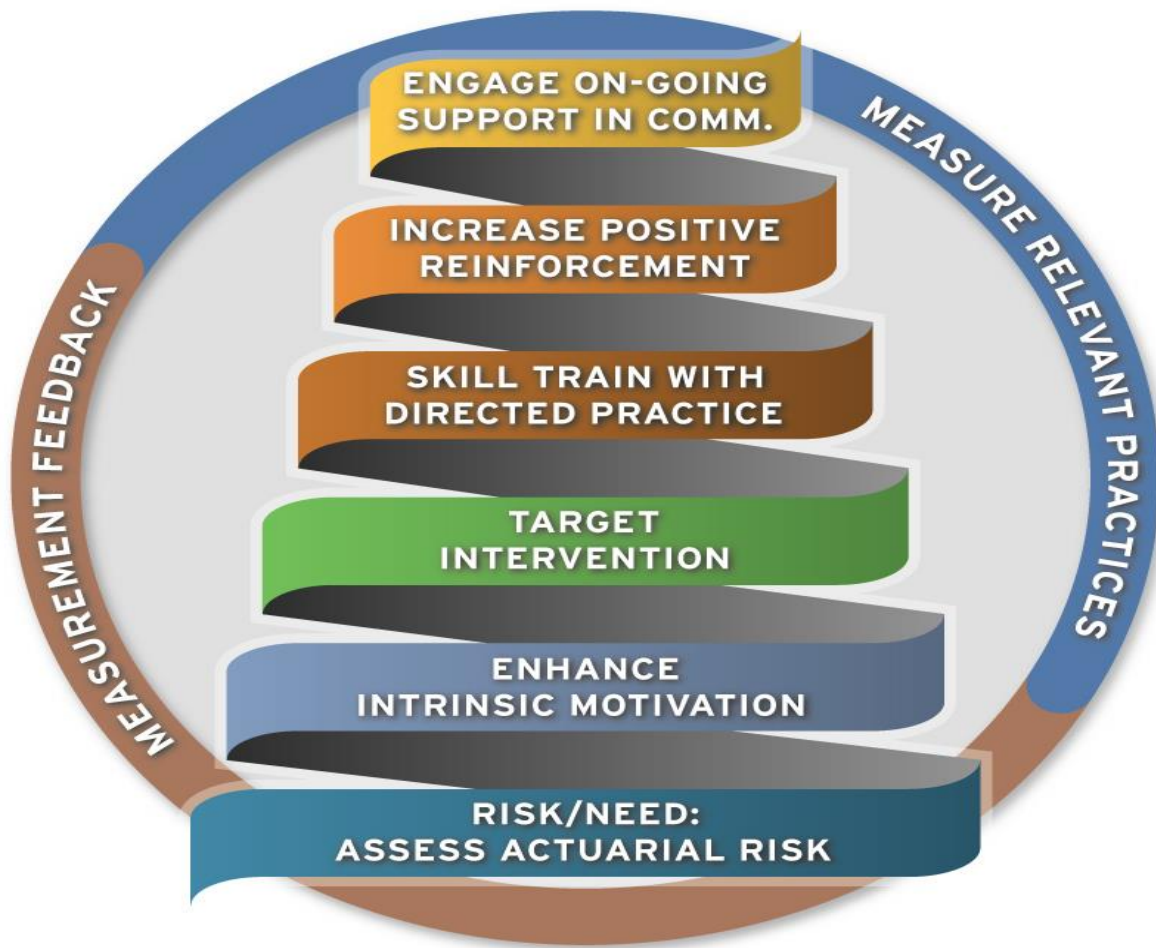 ENGAGE ON-GOING
SUPPORT IN COMM.
INCREASE POSITIVE
REINFORCEMENT
SKILL TRAIN WITH
DIRECTED PRACTICE
TARGET
INTERVENTION
ENHANCE
INTRINSIC MOTIVATION
RISK/NEED:
ASSESS ACTUARIAL RISK
MEASURE RELEVANT PRACTICES
MEASUREMENT FEEDBACK